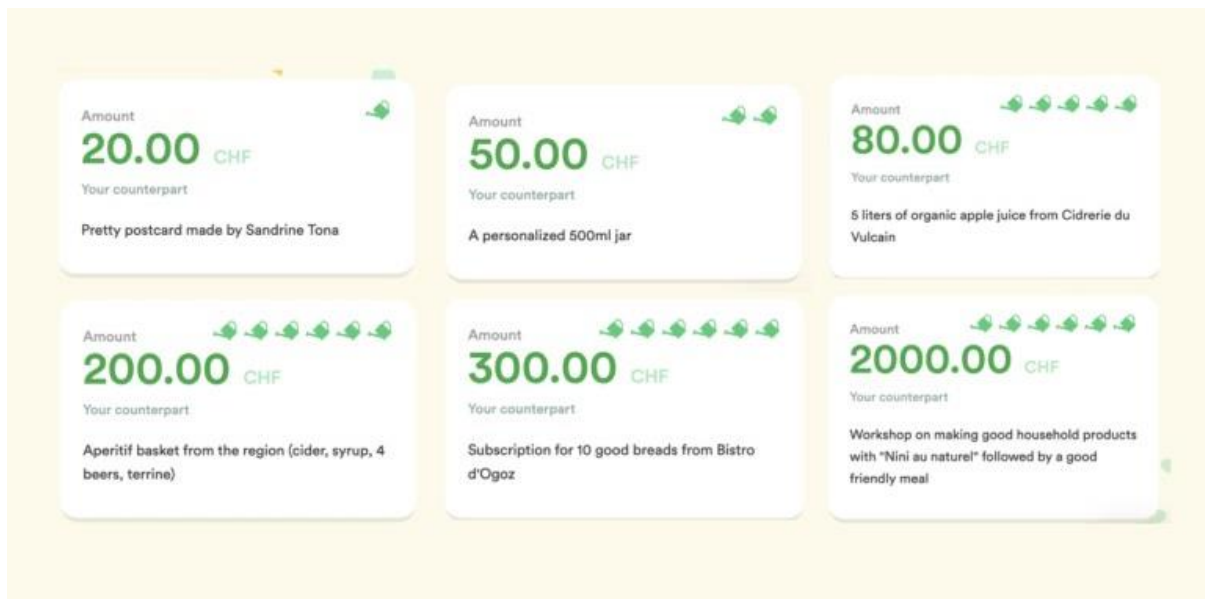 Amount
20.00 CHF
Your counterpart
Pretty postcard made by Sandrine Tona
Amount
50.00 CHF
Your counterpart
A personalized 500ml jar
Amount
80.00 CHF
Your counterpart
5 liters of organic apple juice from Cidrerie du
Vulcain
Amount
200.00 CHF
Your counterpart
Aperitif basket from the region (cider, syrup, 4
beers, terrine)
Amount
300.00 CHF
Your counterpart
Subscription for 10 good breads from Bistro
d'Ogoz
Amount
2000.00 CHF
Your counterpart
Workshop on making good household products
with "Nini au naturel" followed by a good
friendly meal